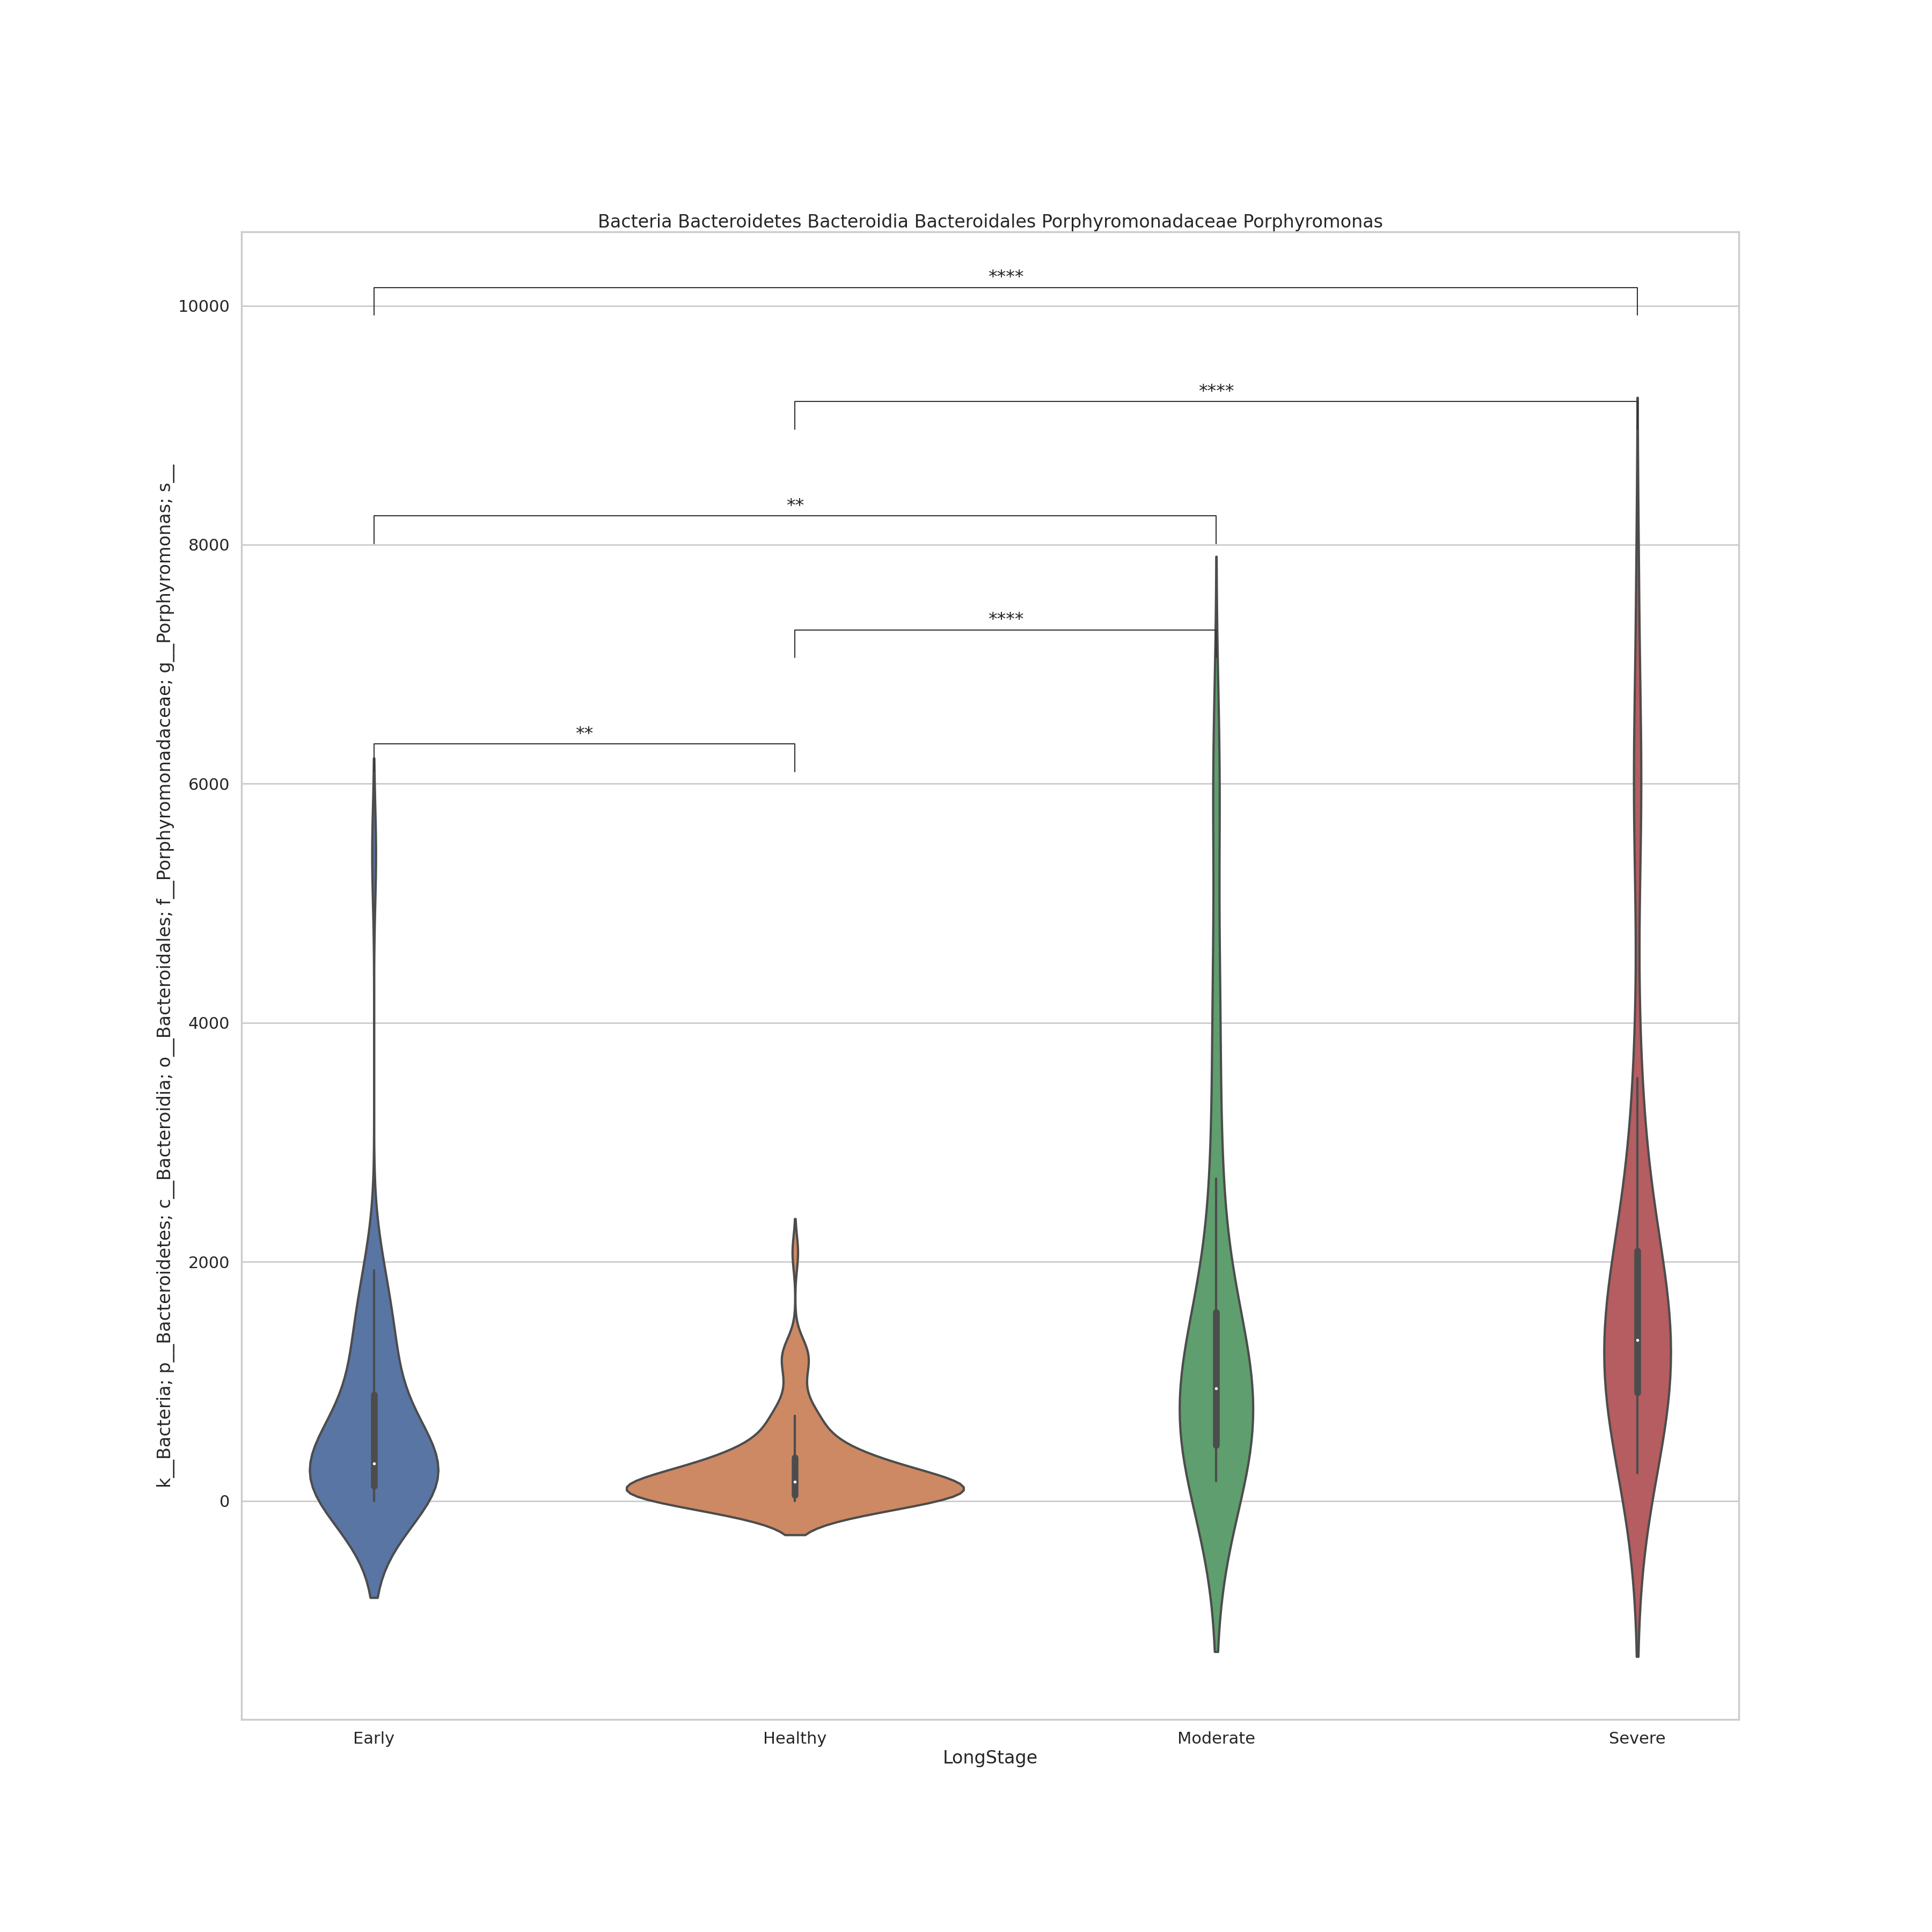 Bacteria Bacteroidetes Bacteroidia Bacteroidales Porphyromonadaceae Porphyromonas
k__Bacteria; p__Bacteroidetes; c__Bacteroidia; o__Bacteroidales; f__Porphyromonadaceae; g__Porphyromonas; s__
10000
8000
6000
4000
2000
0
****
****
**
****
**
Early Healthy Moderate Severe
LongStage